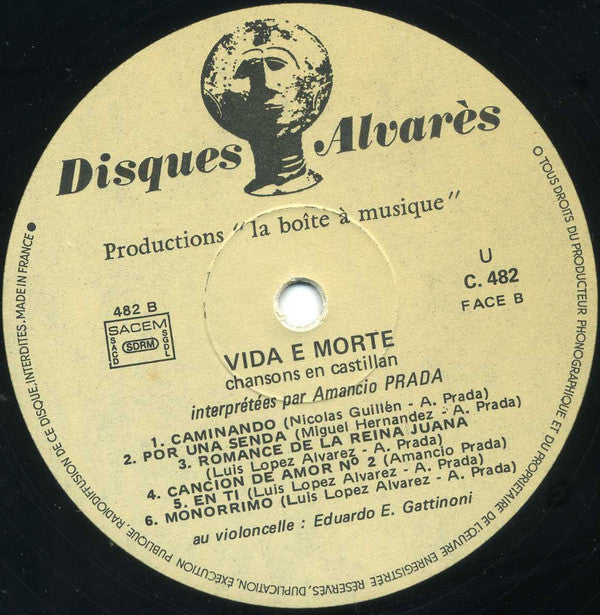 Disques Alvarès
Productions "la boîte à musique"
U
C. 482
FACE B
482 B
SACEM
SACD
SDRM
SGDL
VIDA E MORTE
chansons en castillan
interprétées par Amancio PRADA
1. CAMINANDO (Nicolas Guillén - A. Prada)
2. POR UNA SENDA (Miguel Hernandez - A. Prada)
3. ROMANCE DE LA REINA JUANA
(Luis Lopez Alvarez - A. Prada)
4. CANCION DE AMOR Nº 2 (Amancio Prada)
5. EN TI (Luis Lopez Alvarez - A. Prada)
6. MONORRIMO (Luis Lopez Alvarez - A. Prada)
au violoncelle : Eduardo E. Gattinoni
O TOUS DROITS DU PRODUCTEUR PHONOGRAPHIQUE ET DU PROPRIETAIRE DE L'ŒUVRE ENREGISTRÉE RÉSERVÉS, DUPLICATION, EXÉCUTION PUBLIQUE, RADIODIFFUSION DE CE DISQUE, INTERDITES. MADE IN FRANCE ●